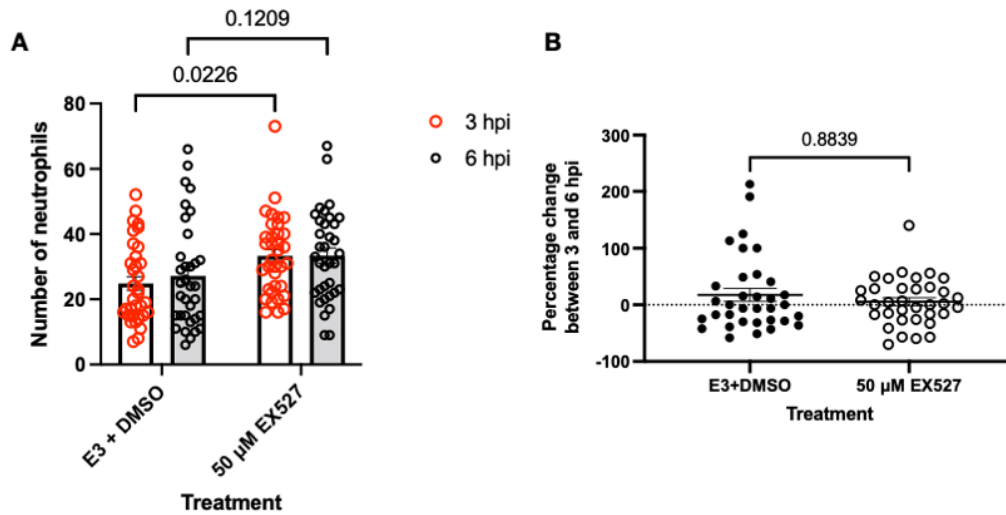 A
0.1209
0.0226
Number of neutrophils
80
60
40
20
0
E3 + DMSO
50 µM EX527
Treatment
3 hpi
6 hpi
B
0.8839
Percentage change
between 3 and 6 hpi
300
200
100
0
-100
E3+DMSO
50 µM EX527
Treatment